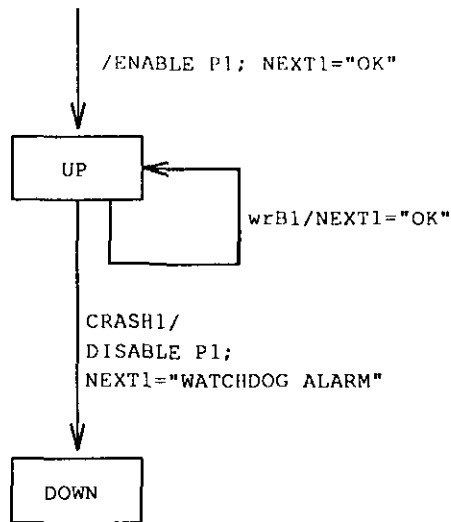 /ENABLE P1; NEXT1="OK"
UP
wrB1/NEXT1="OK"
CRASH1/
DISABLE P1;
NEXT1="WATCHDOG ALARM"
DOWN